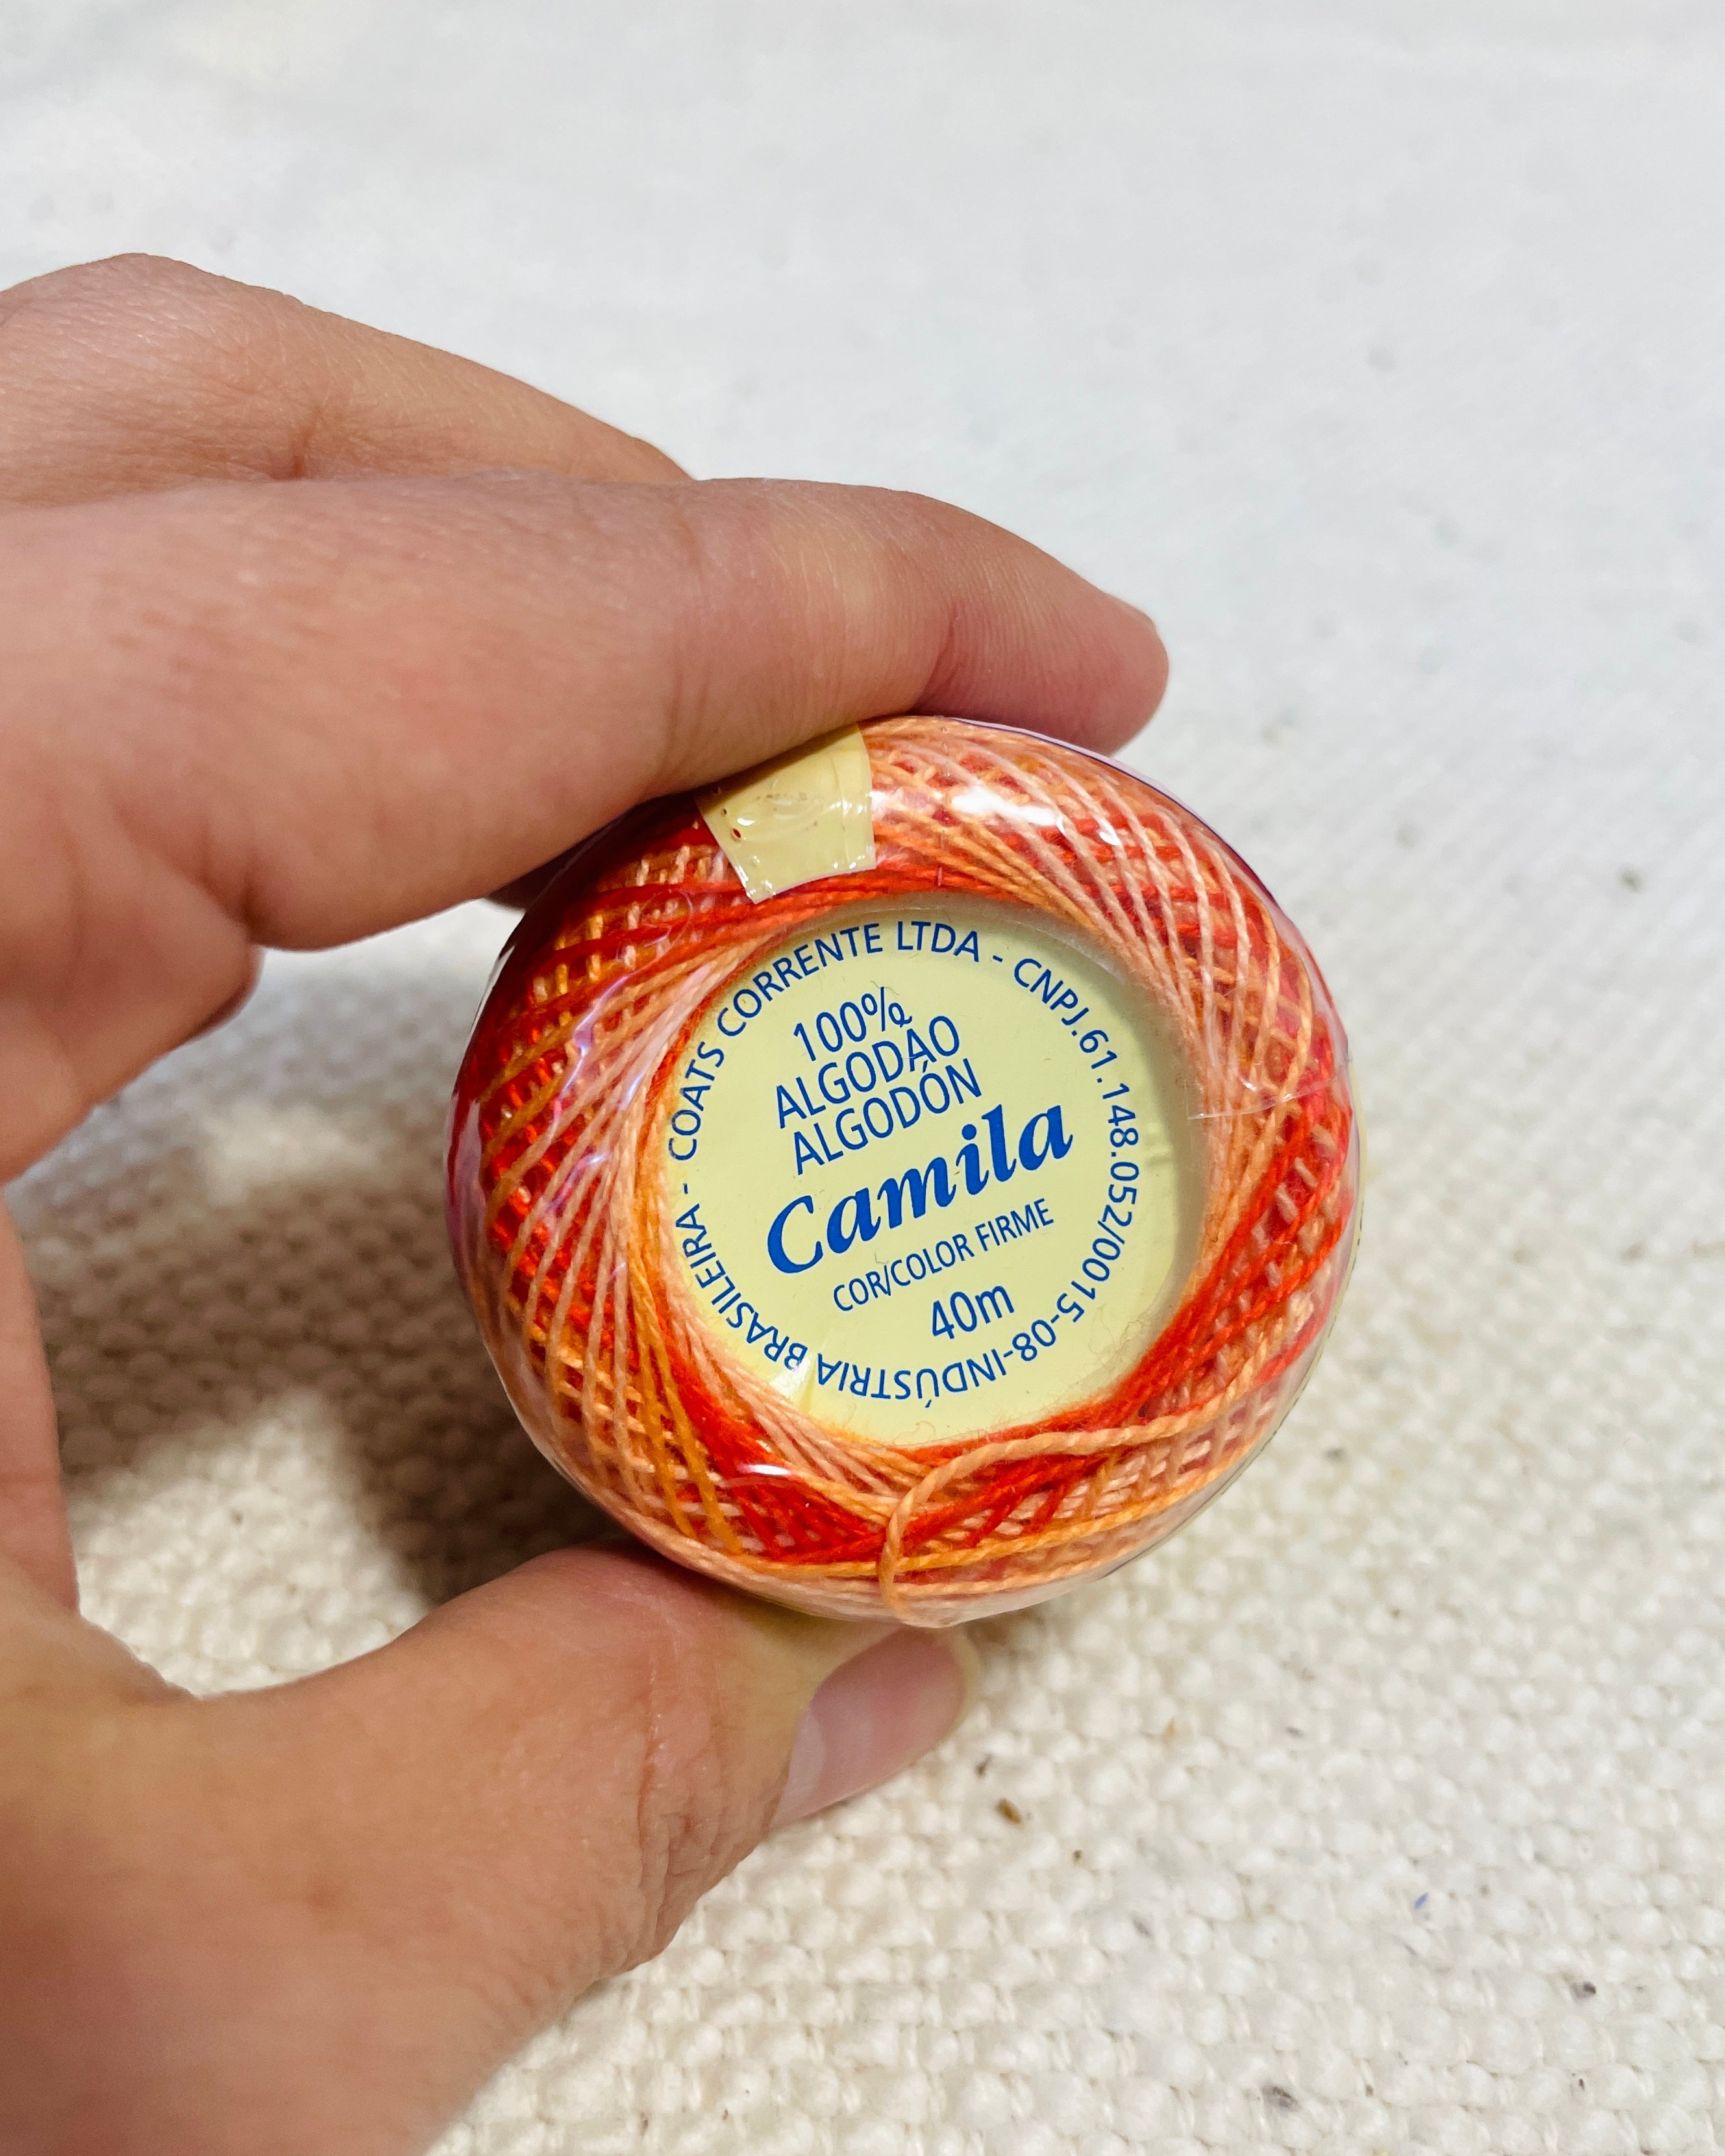 COATS CORRENTE LTDA - CNPJ.61.148.052/0015-08-INDÚSTRIA BRASILEIRA -
100%
ALGODÃO
ALGODÓN
Camila
COR/COLOR FIRME
40m